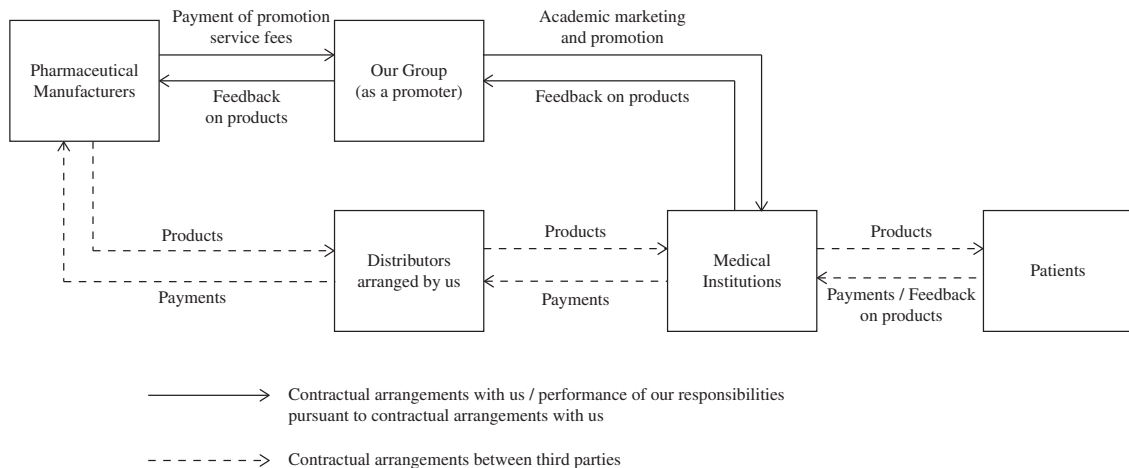 Payment of promotion
service fees
Academic marketing
and promotion
Pharmaceutical
Manufacturers
Our Group
(as a promoter)
Feedback
on products
Feedback on products
Products
Payments
Distributors
arranged by us
Products
Payments
Medical
Institutions
Products
Payments / Feedback
on products
Patients
Contractual arrangements with us / performance of our responsibilities
pursuant to contractual arrangements with us
Contractual arrangements between third parties